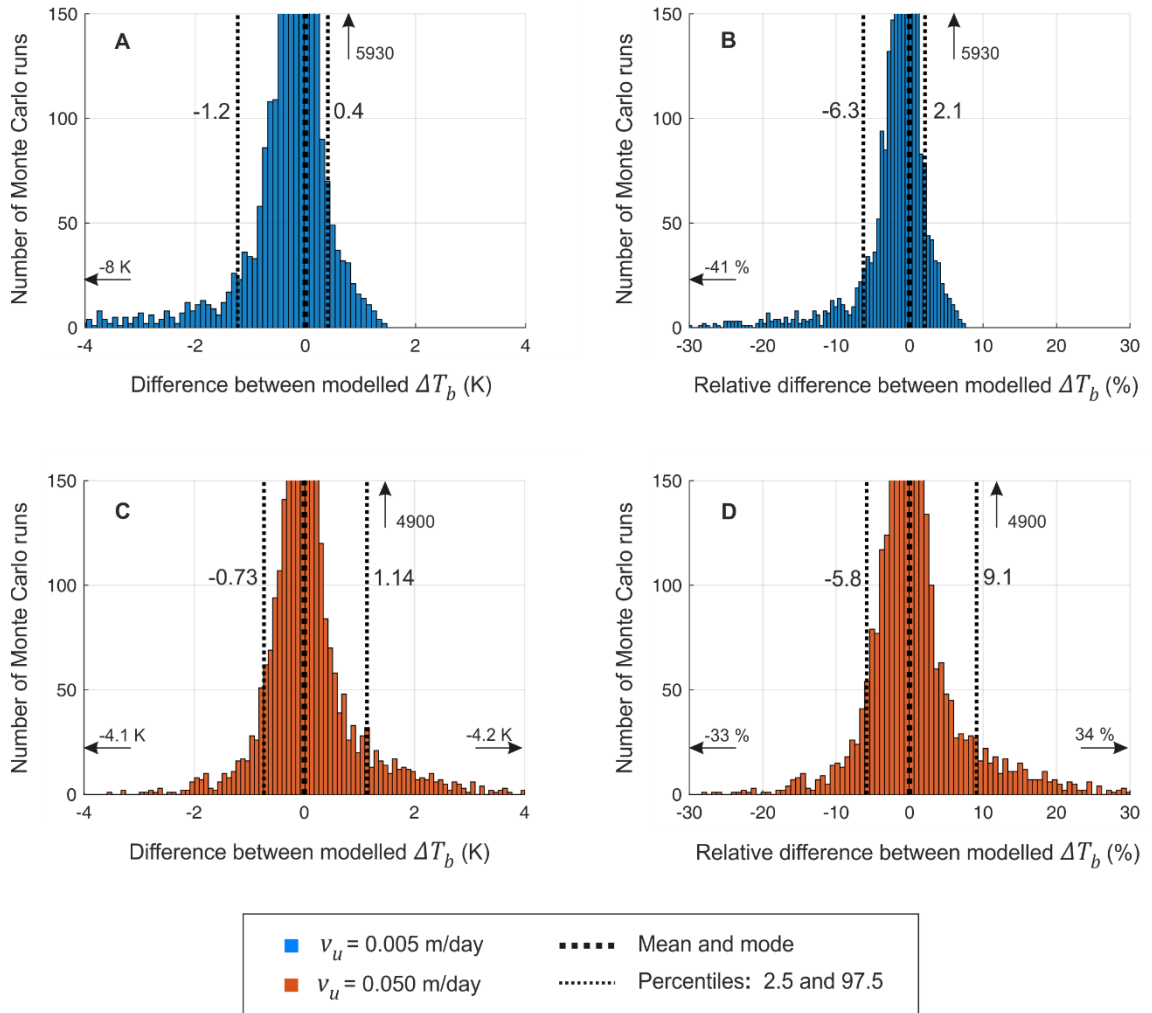 A
B
5930
5930
-1.2
0.4
-6.3
2.1
-8 K
-41 %
150
100
50
0
150
100
50
0
-4 -2 0 2 4
-30 -20 -10 0 10 20 30
Number of Monte Carlo runs
Number of Monte Carlo runs
Difference between modelled ΔT_b (K)
Relative difference between modelled ΔT_b (%)
C
D
4900
4900
-0.73
1.14
-5.8
9.1
-4.1 K
-4.2 K
-33 %
34 %
150
100
50
0
150
100
50
0
-4 -2 0 2 4
-30 -20 -10 0 10 20 30
Number of Monte Carlo runs
Number of Monte Carlo runs
Difference between modelled ΔT_b (K)
Relative difference between modelled ΔT_b (%)
v_u = 0.005 m/day
Mean and mode
v_u = 0.050 m/day
Percentiles: 2.5 and 97.5